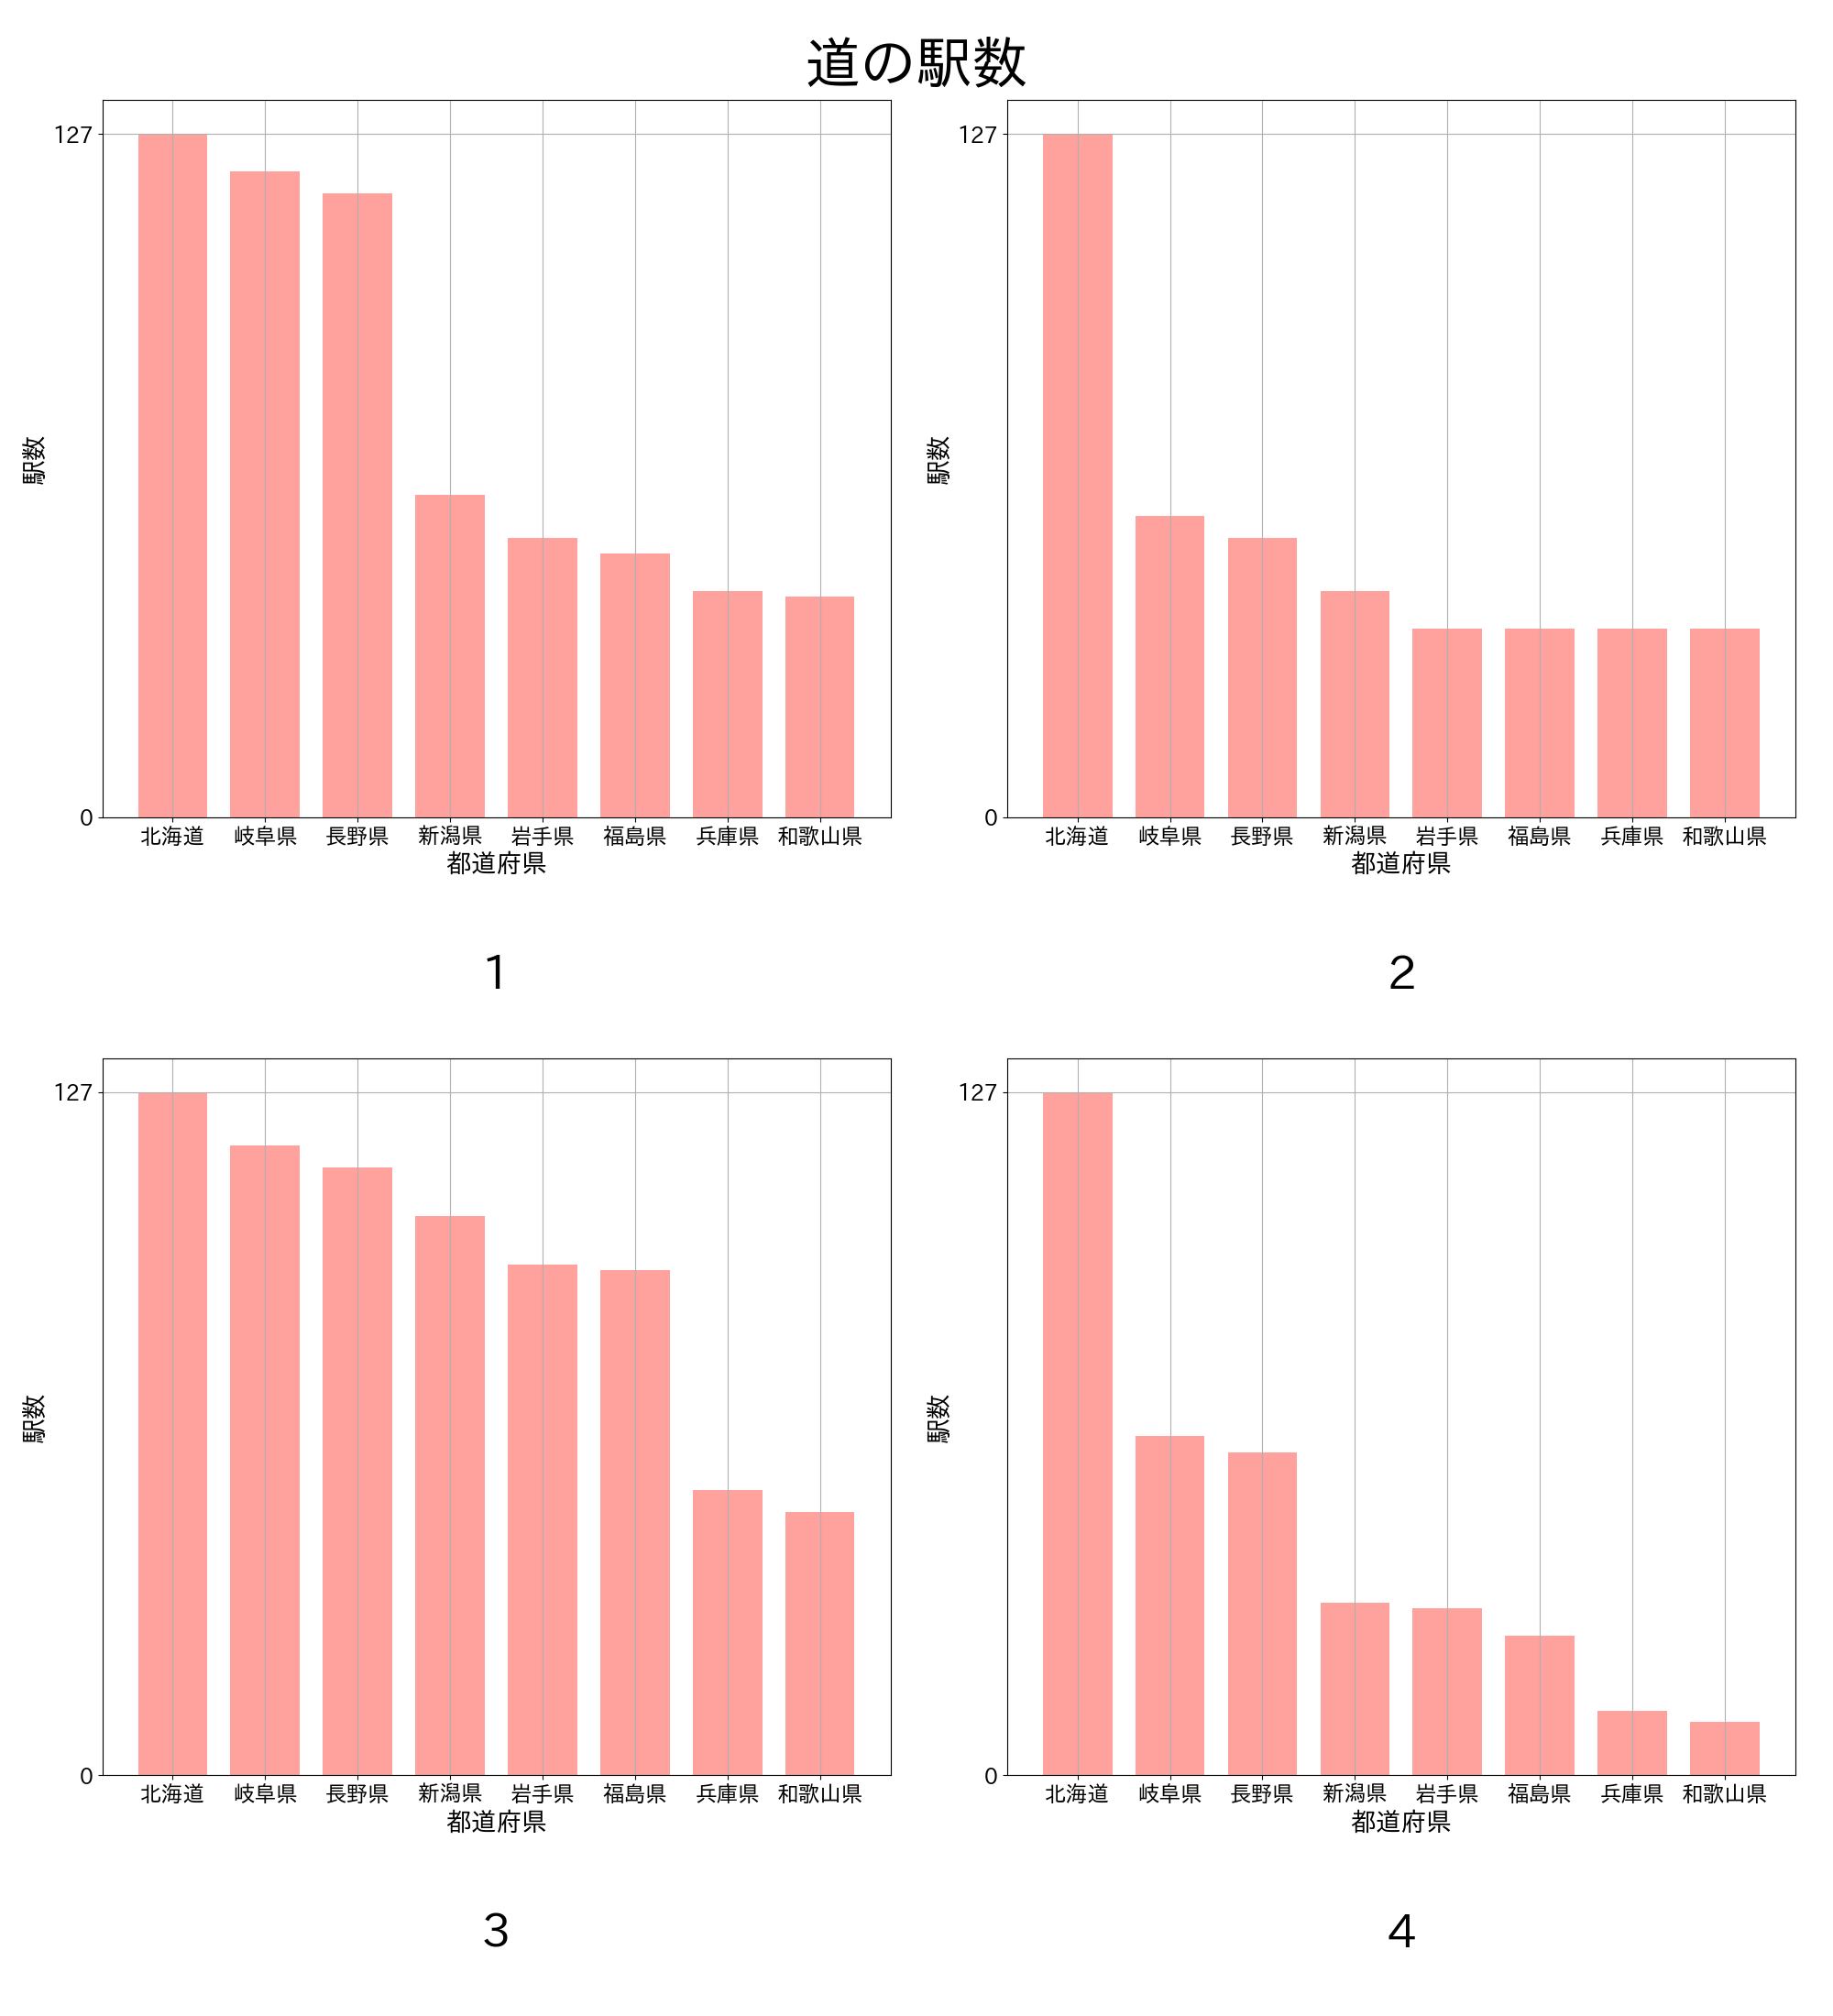 道の駅数
127
0
駅数
北海道 岐阜県 長野県 新潟県 岩手県 福島県 兵庫県 和歌山県
都道府県
1
127
0
駅数
北海道 岐阜県 長野県 新潟県 岩手県 福島県 兵庫県 和歌山県
都道府県
2
127
0
駅数
北海道 岐阜県 長野県 新潟県 岩手県 福島県 兵庫県 和歌山県
都道府県
3
127
0
駅数
北海道 岐阜県 長野県 新潟県 岩手県 福島県 兵庫県 和歌山県
都道府県
4